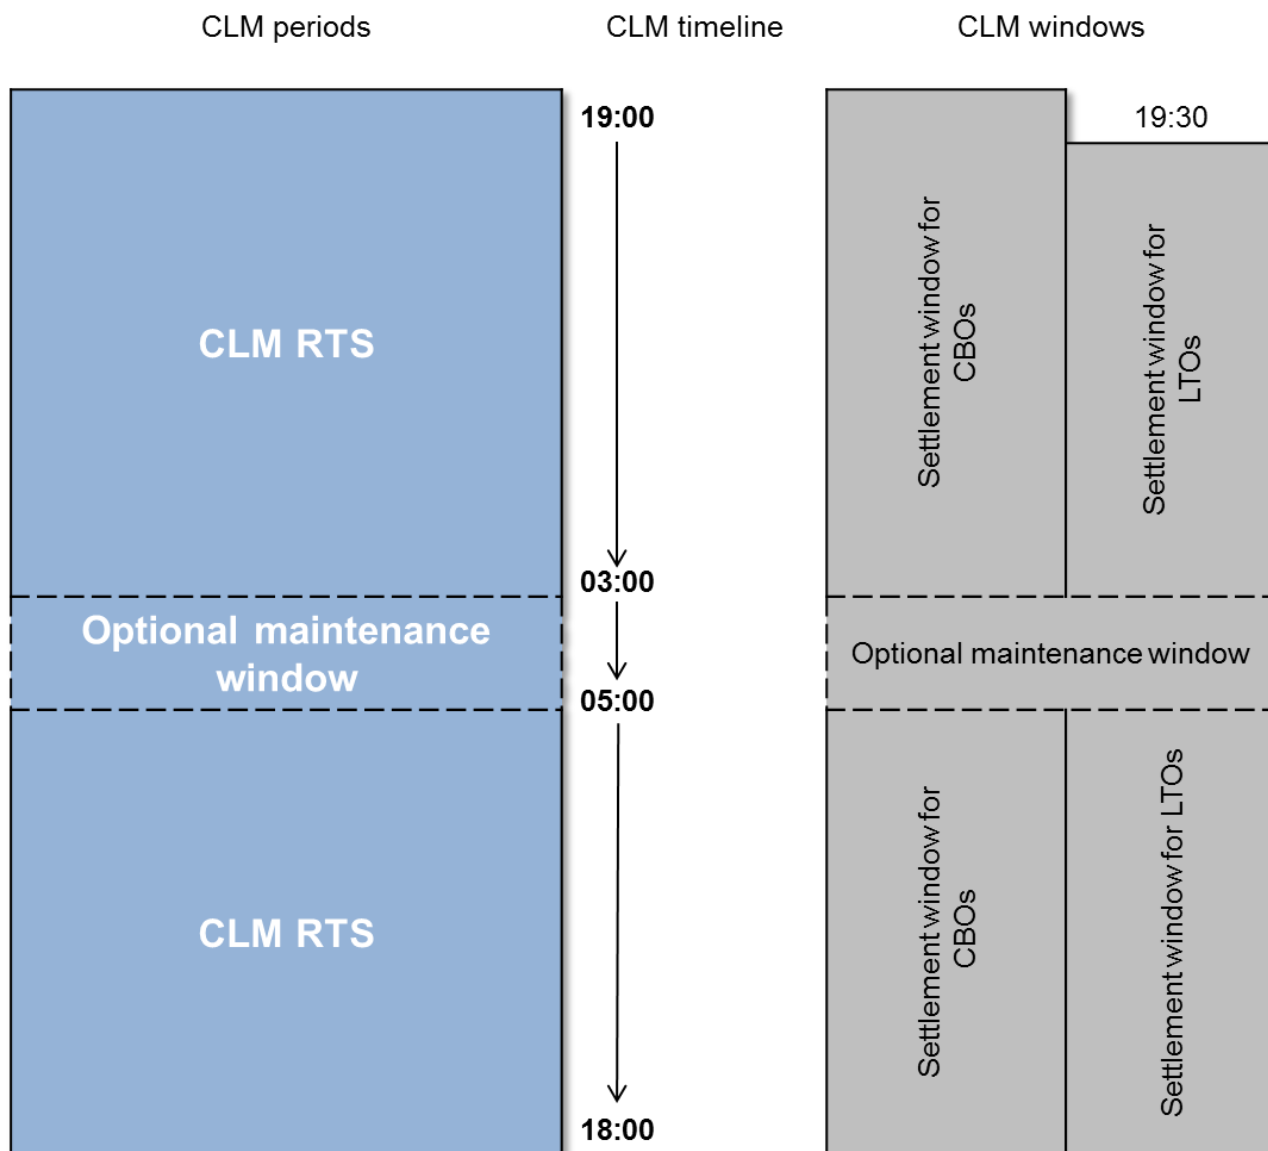 CLM periods
CLM timeline
CLM windows
19:00
19:30
CLM RTS
Settlement window for
CBOs
Settlement window for
LTOs
03:00
Optional maintenance
window
Optional maintenance window
05:00
CLM RTS
Settlement window for
CBOs
Settlement window for LTOs
18:00